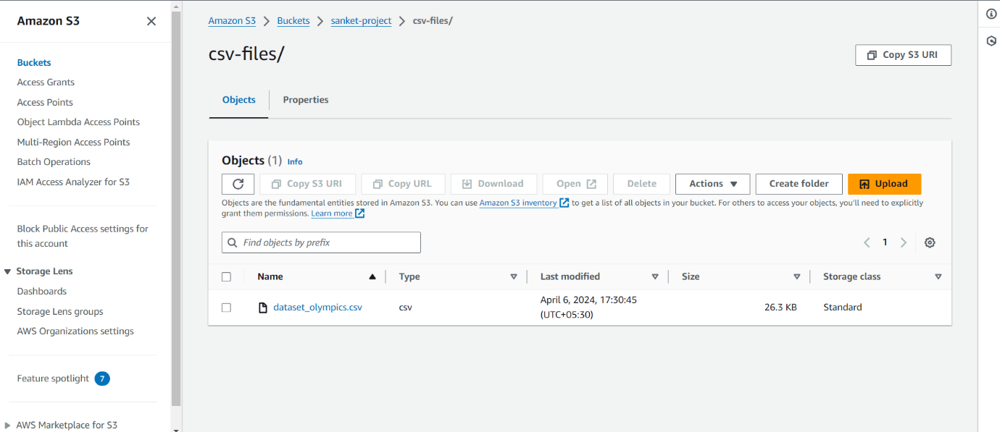 Amazon S3
Buckets
Access Grants
Access Points
Object Lambda Access Points
Multi-Region Access Points
Batch Operations
IAM Access Analyzer for S3
Block Public Access settings for
this account
Storage Lens
Dashboards
Storage Lens groups
AWS Organizations settings
Feature spotlight 7
AWS Marketplace for S3
Amazon S3 Buckets sanket-project csv-files/
csv-files/
Copy S3 URI
Objects Properties
Objects (1) Info
Copy S3 URI Copy URL Download Open Delete Actions Create folder Upload
Objects are the fundamental entities stored in Amazon S3. You can use Amazon S3 inventory to get a list of all objects in your bucket. For others to access your objects, you'll need to explicitly
grant them permissions. Learn more
Find objects by prefix
1
Name Type Last modified Size Storage class
dataset_olympics.csv csv April 6, 2024, 17:30:45 26.3 KB Standard
(UTC+05:30)